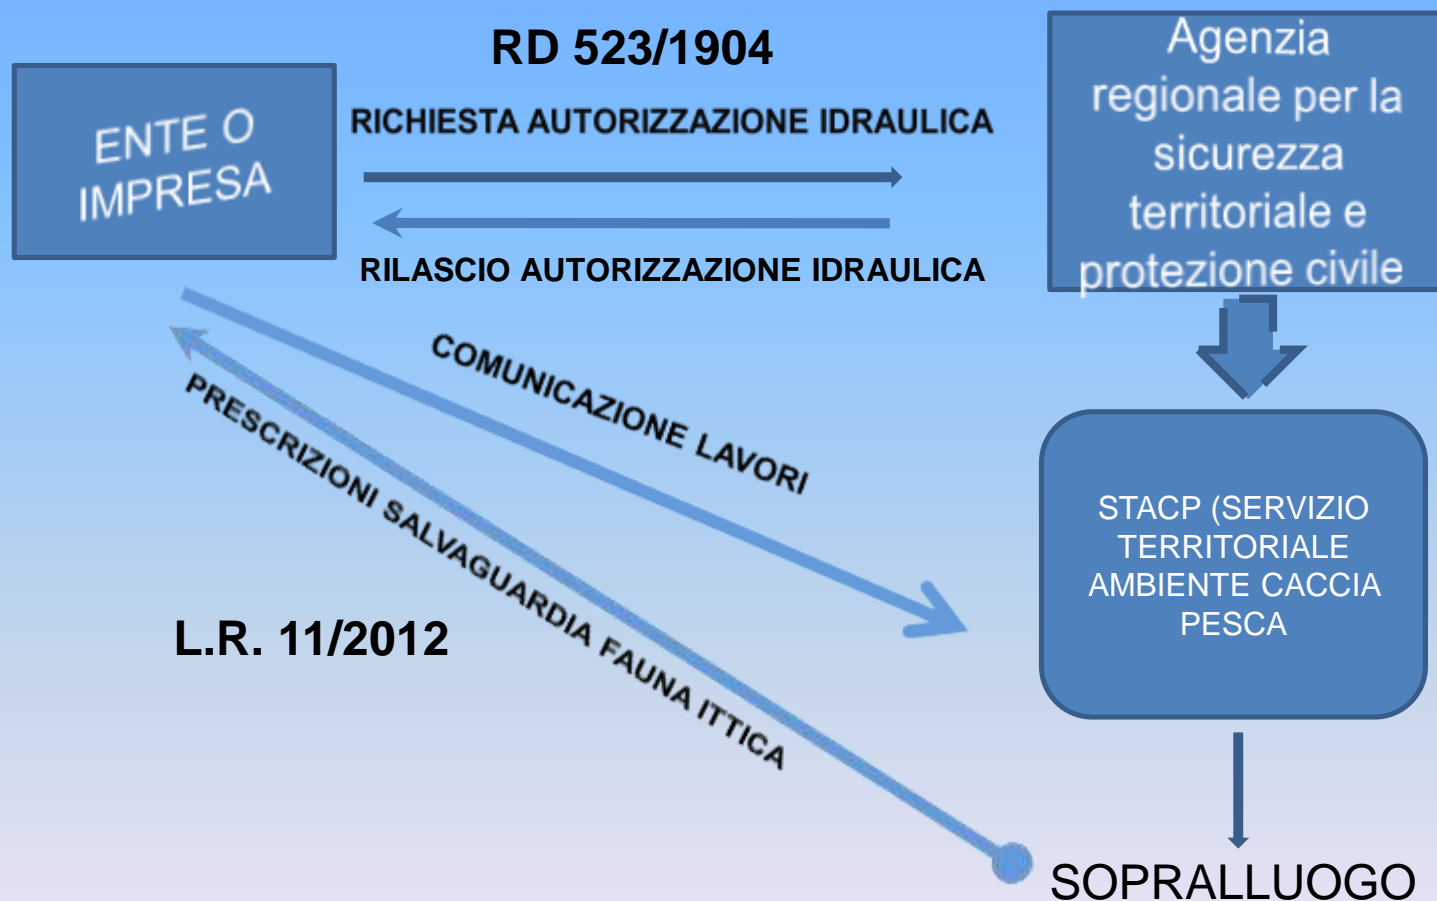 RD 523/1904
ENTE O
IMPRESA
RICHIESTA AUTORIZZAZIONE IDRAULICA
RILASCIO AUTORIZZAZIONE IDRAULICA
Agenzia
regionale per la
sicurezza
territoriale e
protezione civile
COMUNICAZIONE LAVORI
PRESCRIZIONI SALVAGUARDIA FAUNA ITTICA
L.R. 11/2012
STACP (SERVIZIO
TERRITORIALE
AMBIENTE CACCIA
PESCA
SOPRALLUOGO